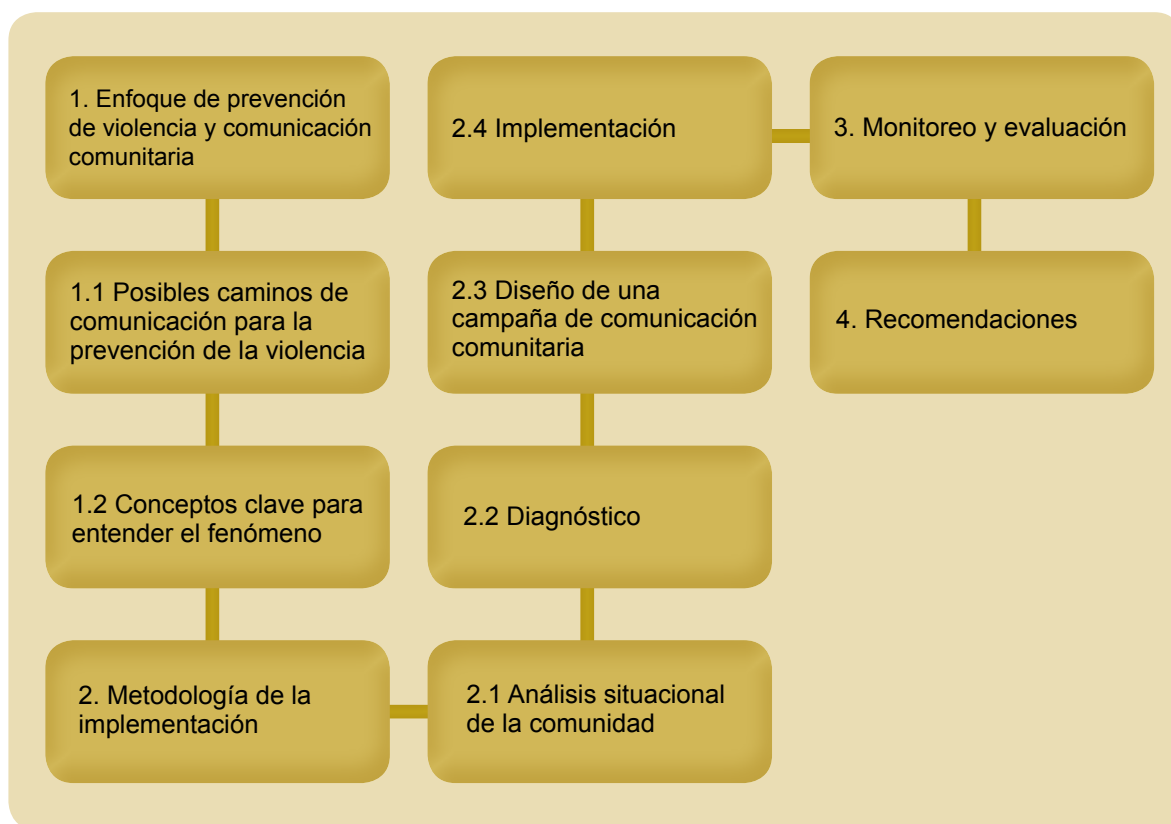 1. Enfoque de prevención
de violencia y comunicación
comunitaria
1.1 Posibles caminos de
comunicación para la
prevención de la violencia
1.2 Conceptos clave para
entender el fenómeno
2. Metodología de la
implementación
2.1 Análisis situacional
de la comunidad
2.2 Diagnóstico
2.3 Diseño de una
campaña de comunicación
comunitaria
2.4 Implementación
3. Monitoreo y evaluación
4. Recomendaciones